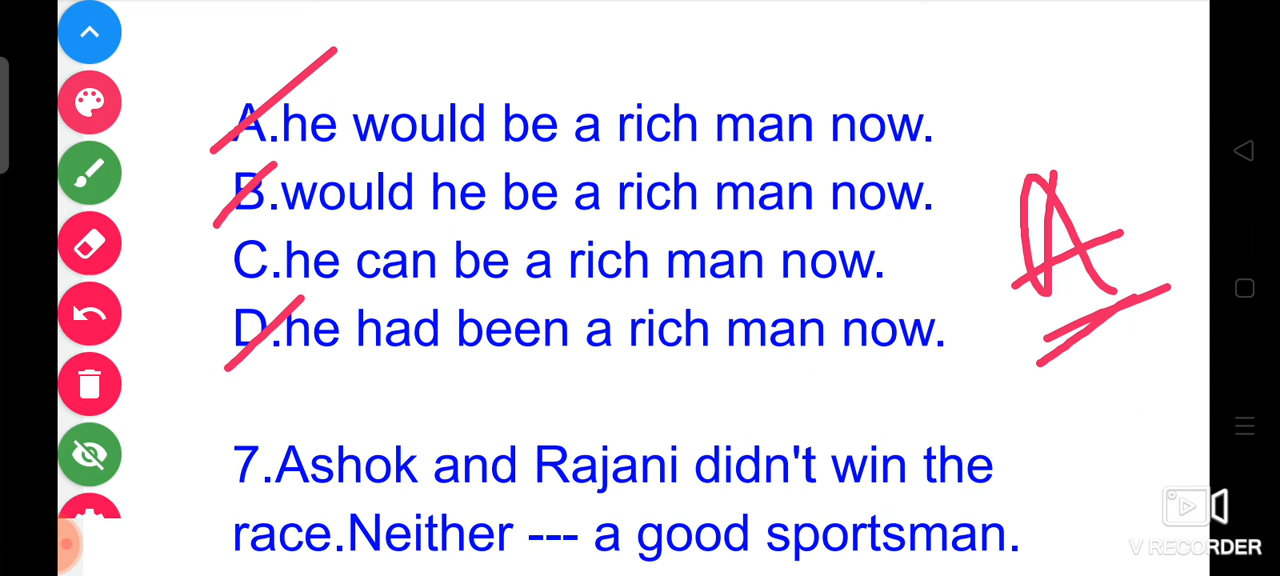 A.he would be a rich man now.
B.would he be a rich man now.
C.he can be a rich man now.
D.he had been a rich man now.
A
7.Ashok and Rajani didn't win the
race.Neither --- a good sportsman.
V RECORDER